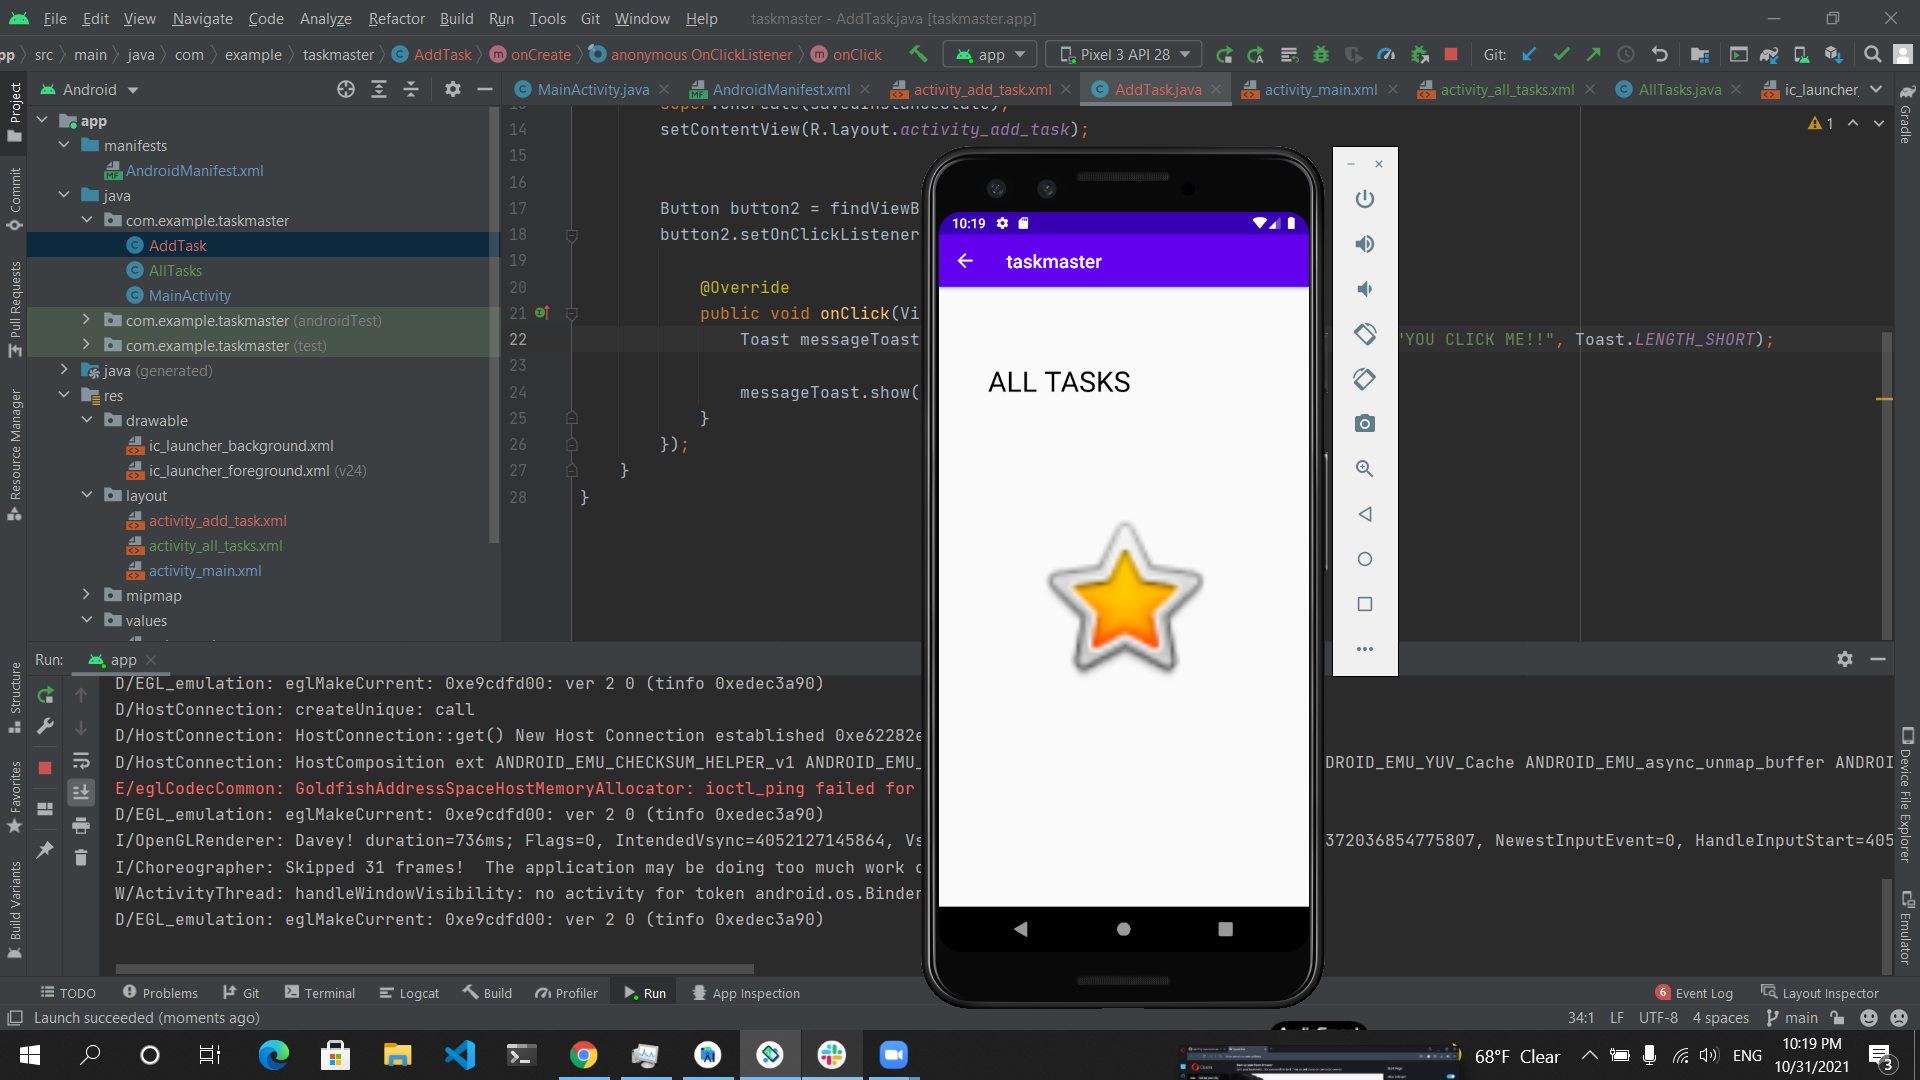 File Edit View Navigate Code Analyze Refactor Build Run Tools Git Window Help taskmaster - AddTask.java [taskmaster.app]
pp src main java com example taskmaster AddTask onCreate anonymous OnClickListener onClick app Pixel 3 API 28 Git:
Android
MainActivity.java AndroidManifest.xml activity_add_task.xml AddTask.java activity_main.xml activity_all_tasks.xml AllTasks.java ic_launcher
Project
Commit
Pull Requests
Resource Manager
Structure
Favorites
Build Variants
app
manifests
AndroidManifest.xml
java
com.example.taskmaster
AddTask
AllTasks
MainActivity
com.example.taskmaster (androidTest)
com.example.taskmaster (test)
java (generated)
res
drawable
ic_launcher_background.xml
ic_launcher_foreground.xml (v24)
layout
activity_add_task.xml
activity_all_tasks.xml
activity_main.xml
mipmap
values
1
14 setContentView(R.layout.activity_add_task);
15
16
17 Button button2 = findViewB
18 button2.setOnClickListener
19
20 @Override
21 public void onClick(Vi
22 Toast messageToast "YOU CLICK ME!!", Toast.LENGTH_SHORT);
23
24 messageToast.show(
25 }
26 });
27 }
28 }
10:19
taskmaster
ALL TASKS
Gradle
Device File Explorer
Emulator
Run: app
D/EGL_emulation: eglMakeCurrent: 0xe9cdfd00: ver 2 0 (tinfo 0xedec3a90)
D/HostConnection: createUnique: call
D/HostConnection: HostConnection::get() New Host Connection established 0xe62282e
D/HostConnection: HostComposition ext ANDROID_EMU_CHECKSUM_HELPER_v1 ANDROID_EMU_ DROID_EMU_YUV_Cache ANDROID_EMU_async_unmap_buffer ANDROI
E/eglCodecCommon: GoldfishAddressSpaceHostMemoryAllocator: ioctl_ping failed for
D/EGL_emulation: eglMakeCurrent: 0xe9cdfd00: ver 2 0 (tinfo 0xedec3a90)
I/OpenGLRenderer: Davey! duration=736ms; Flags=0, IntendedVsync=4052127145864, Vs 372036854775807, NewestInputEvent=0, HandleInputStart=405
I/Choreographer: Skipped 31 frames!  The application may be doing too much work o
W/ActivityThread: handleWindowVisibility: no activity for token android.os.Binder
D/EGL_emulation: eglMakeCurrent: 0xe9cdfd00: ver 2 0 (tinfo 0xedec3a90)
TODO Problems Git Terminal Logcat Build Profiler Run App Inspection 6 Event Log Layout Inspector
Launch succeeded (moments ago) 34:1 LF UTF-8 4 spaces main
68°F Clear ENG 10:19 PM
10/31/2021 3